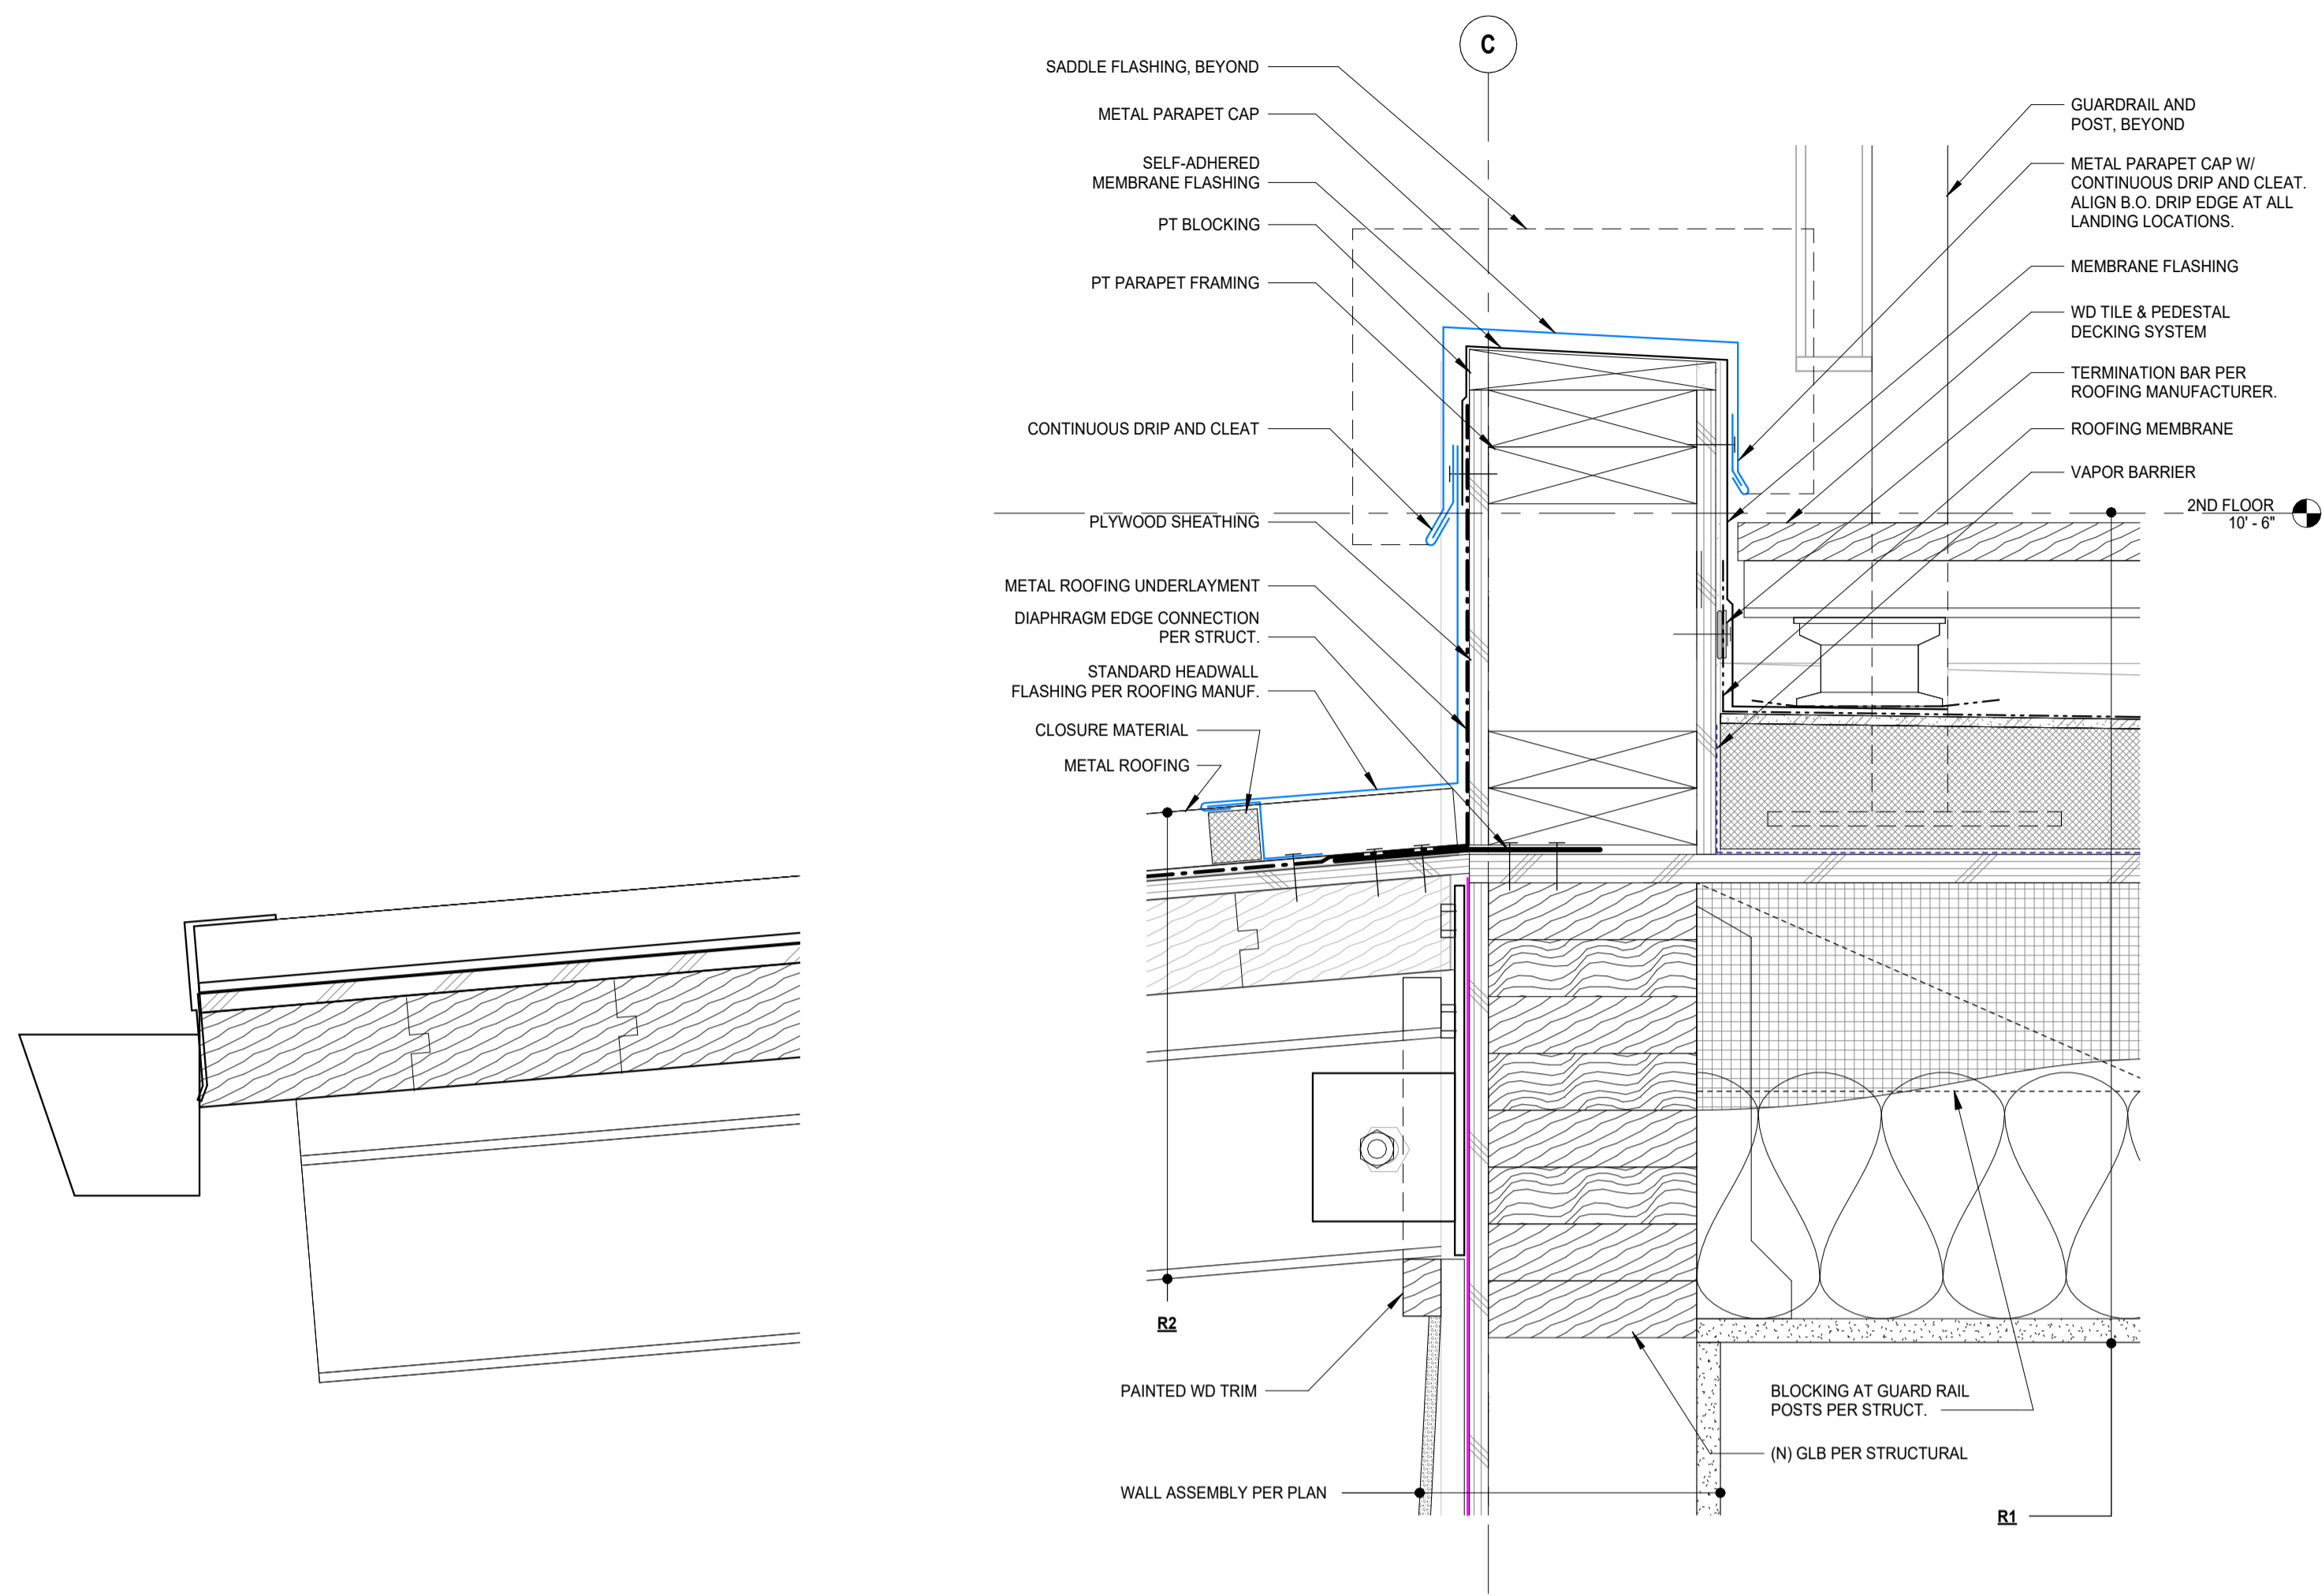 C
SADDLE FLASHING, BEYOND
METAL PARAPET CAP
SELF-ADHERED
MEMBRANE FLASHING
PT BLOCKING
PT PARAPET FRAMING
CONTINUOUS DRIP AND CLEAT
PLYWOOD SHEATHING
METAL ROOFING UNDERLAYMENT
DIAPHRAGM EDGE CONNECTION
PER STRUCT.
STANDARD HEADWALL
FLASHING PER ROOFING MANUF.
CLOSURE MATERIAL
METAL ROOFING
R2
PAINTED WD TRIM
WALL ASSEMBLY PER PLAN
GUARDRAIL AND
POST, BEYOND
METAL PARAPET CAP W/
CONTINUOUS DRIP AND CLEAT.
ALIGN B.O. DRIP EDGE AT ALL
LANDING LOCATIONS.
MEMBRANE FLASHING
WD TILE & PEDESTAL
DECKING SYSTEM
TERMINATION BAR PER
ROOFING MANUFACTURER.
ROOFING MEMBRANE
VAPOR BARRIER
2ND FLOOR
10' - 6"
BLOCKING AT GUARD RAIL
POSTS PER STRUCT.
(N) GLB PER STRUCTURAL
R1